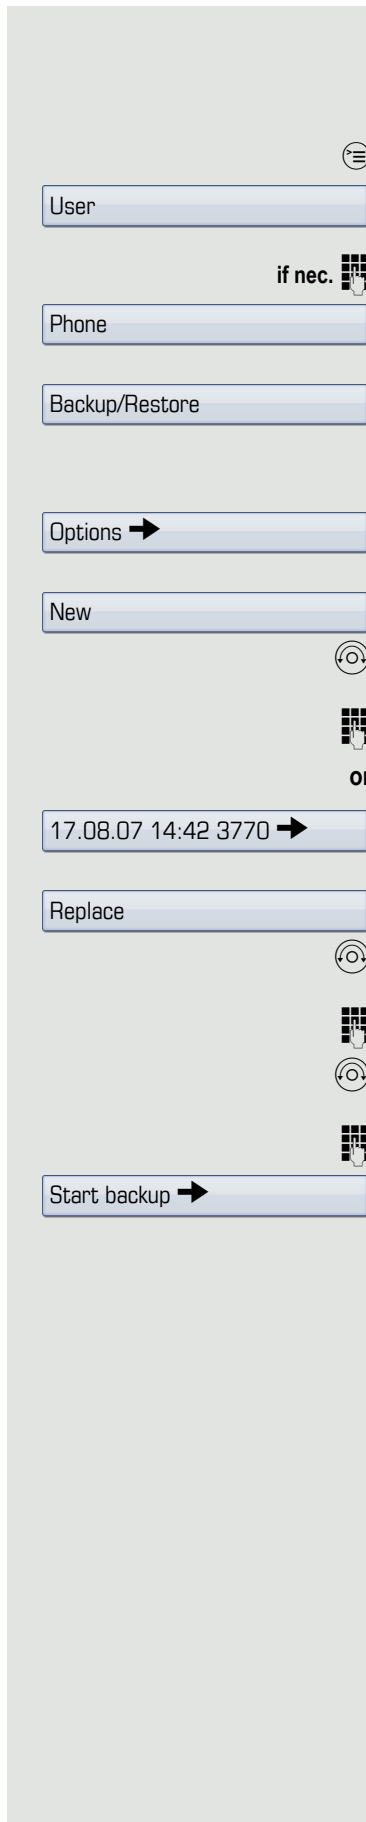 User
if nec.
Phone
Backup/Restore
Options →
New
or
17.08.07 14:42 3770 →
Replace
Start backup →